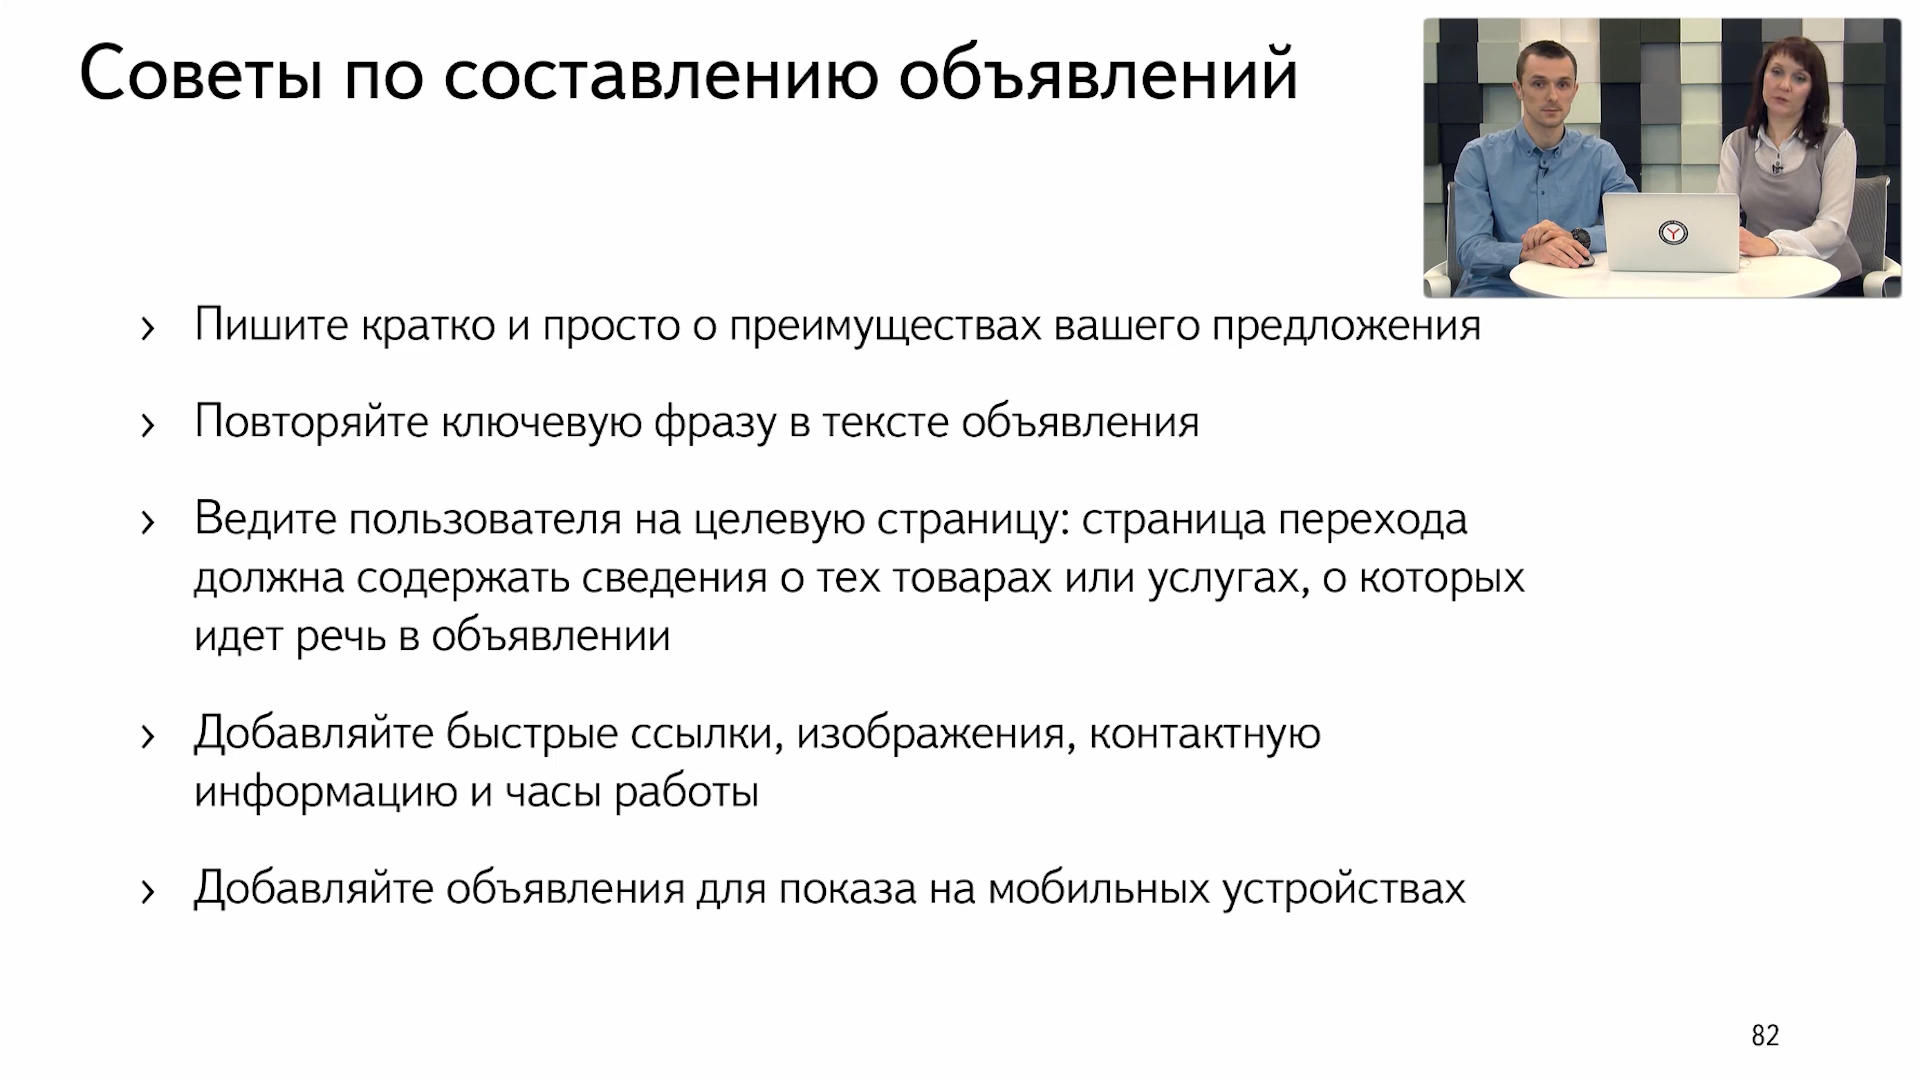 Советы по составлению объявлений
› Пишите кратко и просто о преимуществах вашего предложения
› Повторяйте ключевую фразу в тексте объявления
› Ведите пользователя на целевую страницу: страница перехода
должна содержать сведения о тех товарах или услугах, о которых
идет речь в объявлении
› Добавляйте быстрые ссылки, изображения, контактную
информацию и часы работы
› Добавляйте объявления для показа на мобильных устройствах
82